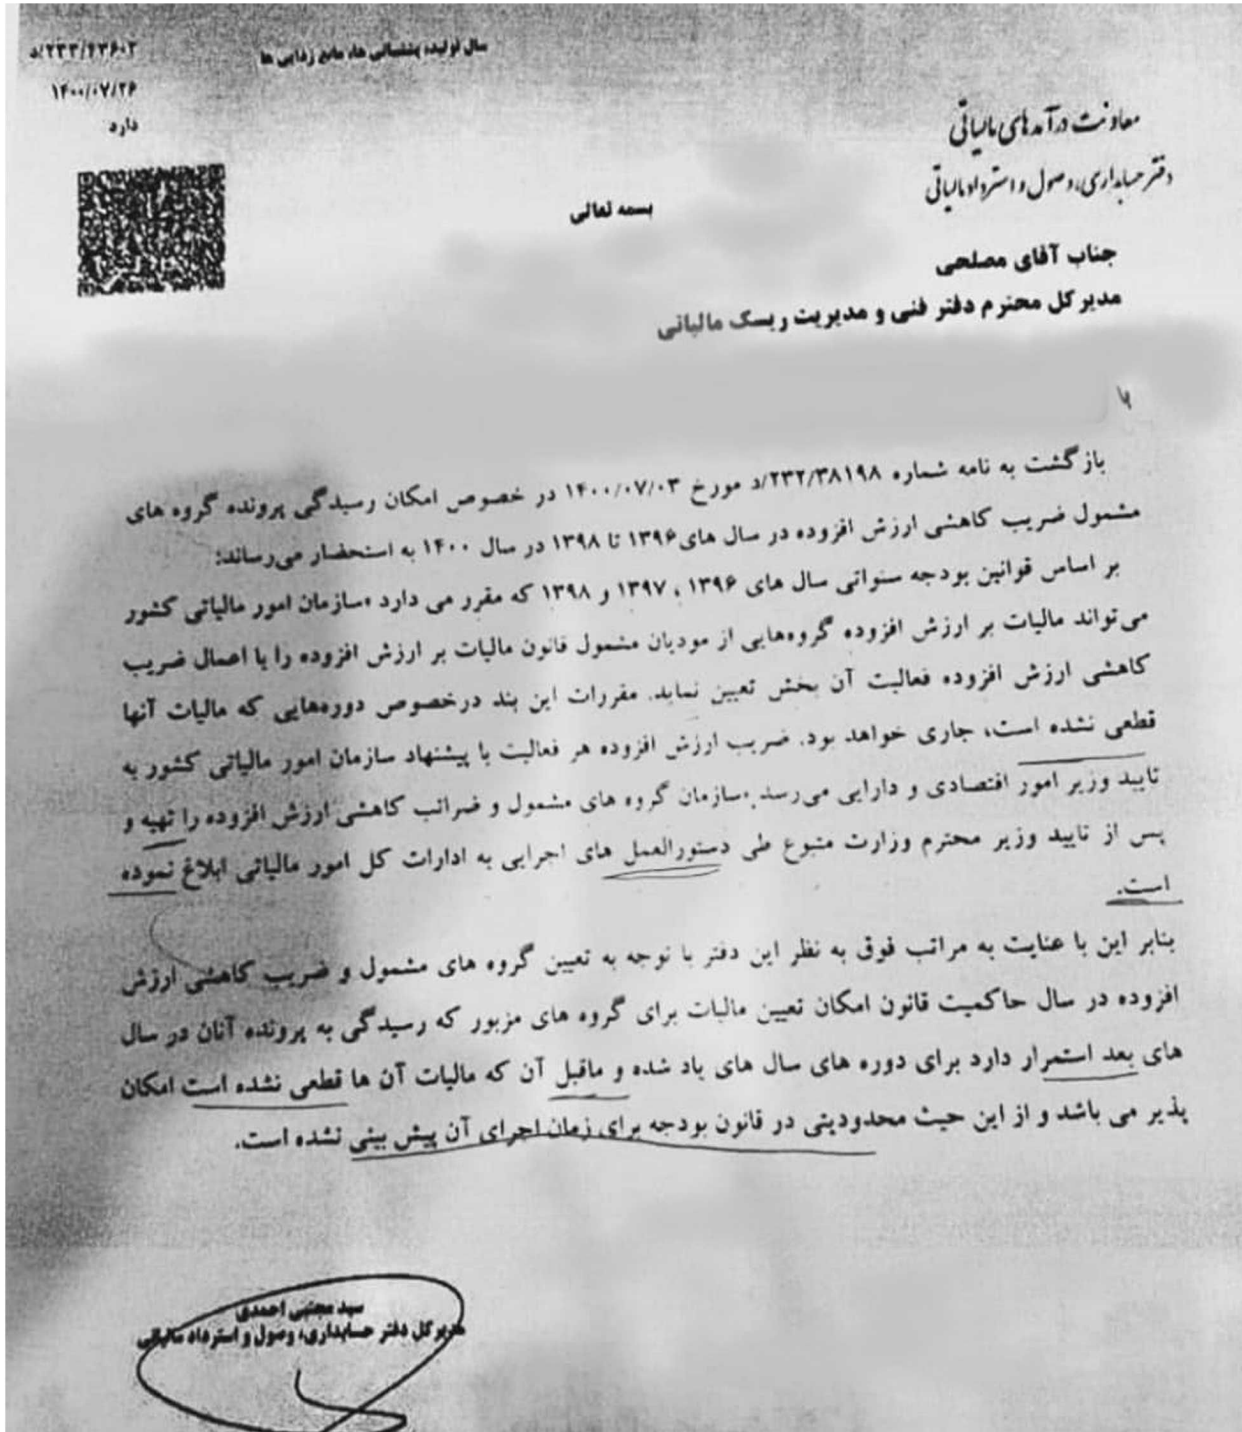 سال تولید، پشتیبانی ها، مانع زدایی ها
۲۳۳/۴۳۶۰۲/د
۱۴۰۰/۰۷/۲۶
دارد
معاونت درآمدهای مالیاتی
دفتر حسابداری، وصول و استرداد مالیاتی
بسمه تعالی
جناب آقای مصلحی
مدیرکل محترم دفتر فنی و مدیریت ریسک مالیاتی
بازگشت به نامه شماره ۲۳۲/۳۸۱۹۸/د مورخ ۱۴۰۰/۰۷/۰۳ در خصوص امکان رسیدگی پرونده گروه های
مشمول ضریب کاهشی ارزش افزوده در سال های ۱۳۹۶ تا ۱۳۹۸ در سال ۱۴۰۰ به استحضار می‌رساند:
بر اساس قوانین بودجه سنواتی سال های ۱۳۹۶ ، ۱۳۹۷ و ۱۳۹۸ که مقرر می دارد «سازمان امور مالیاتی کشور
می‌تواند مالیات بر ارزش افزوده گروه‌هایی از مودیان مشمول قانون مالیات بر ارزش افزوده را با اعمال ضریب
کاهشی ارزش افزوده فعالیت آن بخش تعیین نماید. مقررات این بند درخصوص دوره‌هایی که مالیات آنها
قطعی نشده است، جاری خواهد بود. ضریب ارزش افزوده هر فعالیت با پیشنهاد سازمان امور مالیاتی کشور به
تایید وزیر امور اقتصادی و دارایی می‌رسد.»سازمان گروه های مشمول و ضرائب کاهشی ارزش افزوده را تهیه و
پس از تایید وزیر محترم وزارت متبوع طی دستورالعمل های اجرایی به ادارات کل امور مالیاتی ابلاغ نموده
است.
بنابر این با عنایت به مراتب فوق به نظر این دفتر با توجه به تعیین گروه های مشمول و ضریب کاهشی ارزش
افزوده در سال حاکمیت قانون امکان تعیین مالیات برای گروه های مزبور که رسیدگی به پرونده آنان در سال
های بعد استمرار دارد برای دوره های سال های یاد شده و ماقبل آن که مالیات آن ها قطعی نشده است امکان
پذیر می باشد و از این حیث محدودیتی در قانون بودجه برای زمان اجرای آن پیش بینی نشده است.
سید مجتبی احمدی
مدیرکل دفتر حسابداری، وصول و استرداد مالیاتی